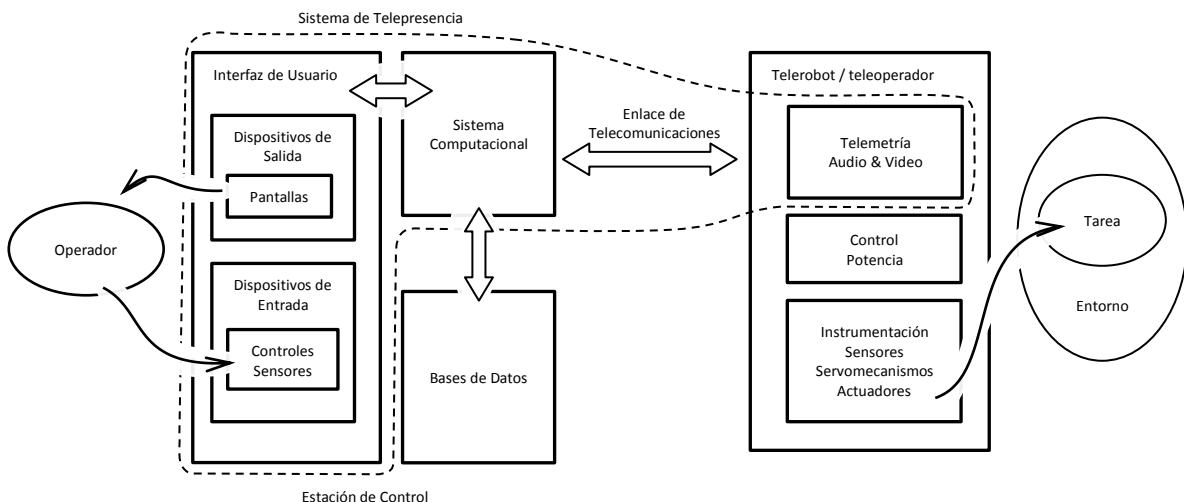 Sistema de Telepresencia
Interfaz de Usuario
Dispositivos de
Salida
Pantallas
Operador
Dispositivos de
Entrada
Controles
Sensores
Sistema
Computacional
Bases de Datos
Enlace de
Telecomunicaciones
Telerobot / teleoperador
Telemetría
Audio & Video
Control
Potencia
Instrumentación
Sensores
Servomecanismos
Actuadores
Tarea
Entorno
Estación de Control